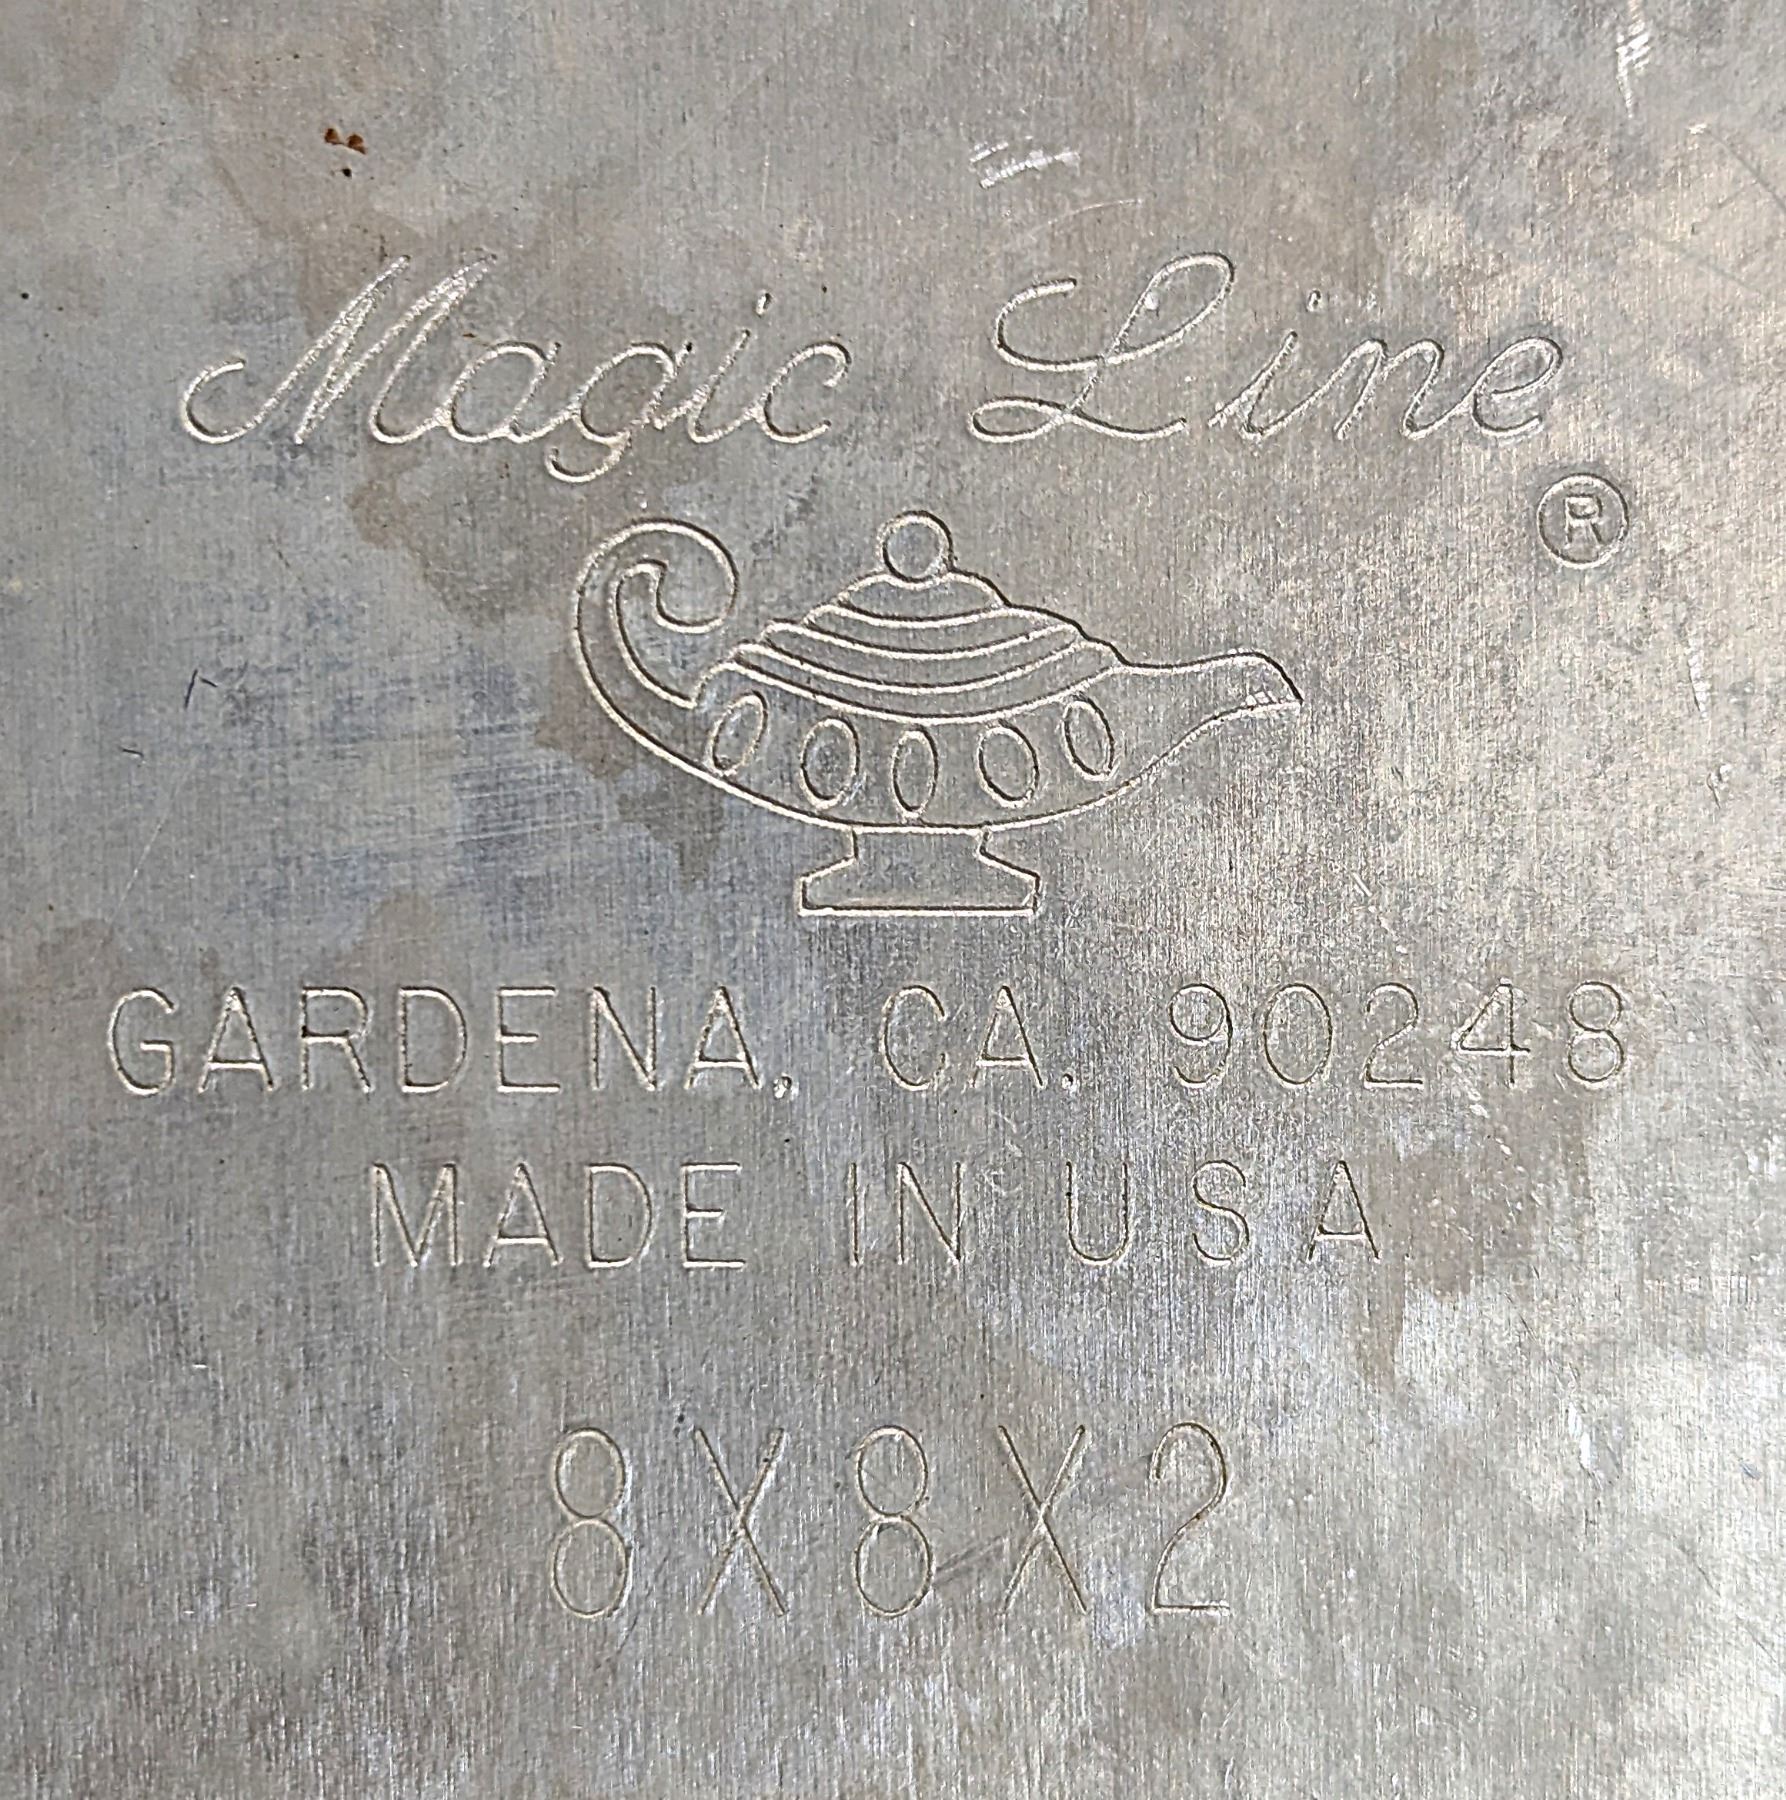 Magic Line
®
GARDENA, CA. 90248
MADE IN USA
8X8X2